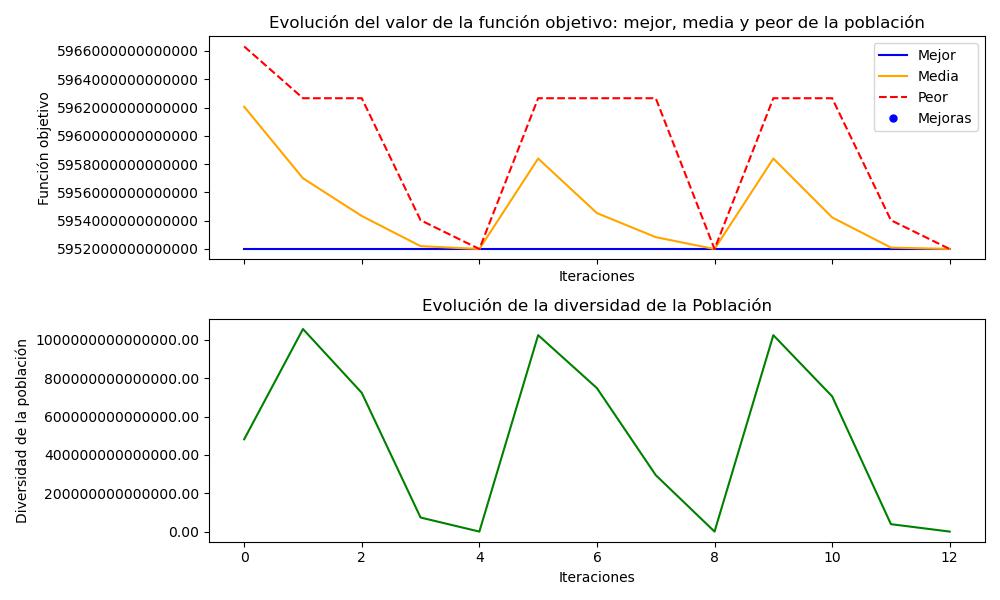 Evolución del valor de la función objetivo: mejor, media y peor de la población
Función objetivo
5966000000000000
5964000000000000
5962000000000000
5960000000000000
5958000000000000
5956000000000000
5954000000000000
5952000000000000
Mejor
Media
Peor
Mejoras
Iteraciones
Evolución de la diversidad de la Población
Diversidad de la población
1000000000000000.00
800000000000000.00
600000000000000.00
400000000000000.00
200000000000000.00
0.00
0 2 4 6 8 10 12
Iteraciones